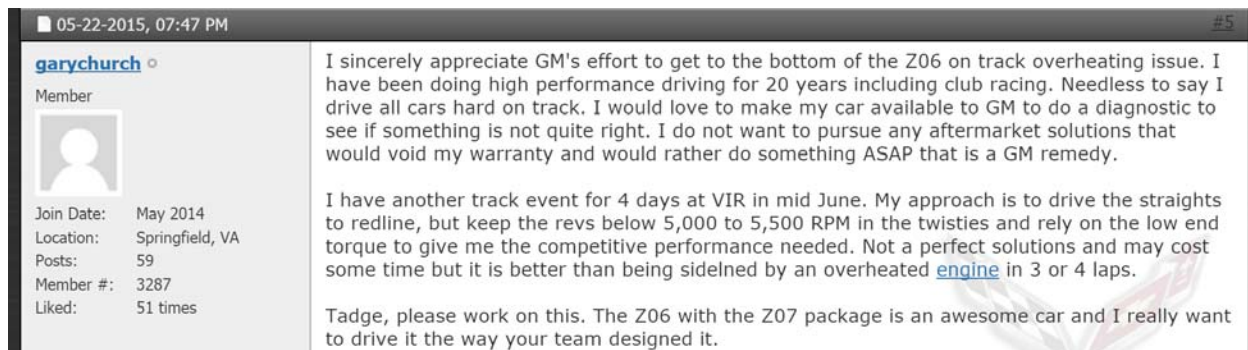 05-22-2015, 07:47 PM #5
garychurch
Member
Join Date: May 2014
Location: Springfield, VA
Posts: 59
Member #: 3287
Liked: 51 times
I sincerely appreciate GM's effort to get to the bottom of the Z06 on track overheating issue. I
have been doing high performance driving for 20 years including club racing. Needless to say I
drive all cars hard on track. I would love to make my car available to GM to do a diagnostic to
see if something is not quite right. I do not want to pursue any aftermarket solutions that
would void my warranty and would rather do something ASAP that is a GM remedy.
I have another track event for 4 days at VIR in mid June. My approach is to drive the straights
to redline, but keep the revs below 5,000 to 5,500 RPM in the twisties and rely on the low end
torque to give me the competitive performance needed. Not a perfect solutions and may cost
some time but it is better than being sidelned by an overheated engine in 3 or 4 laps.
Tadge, please work on this. The Z06 with the Z07 package is an awesome car and I really want
to drive it the way your team designed it.